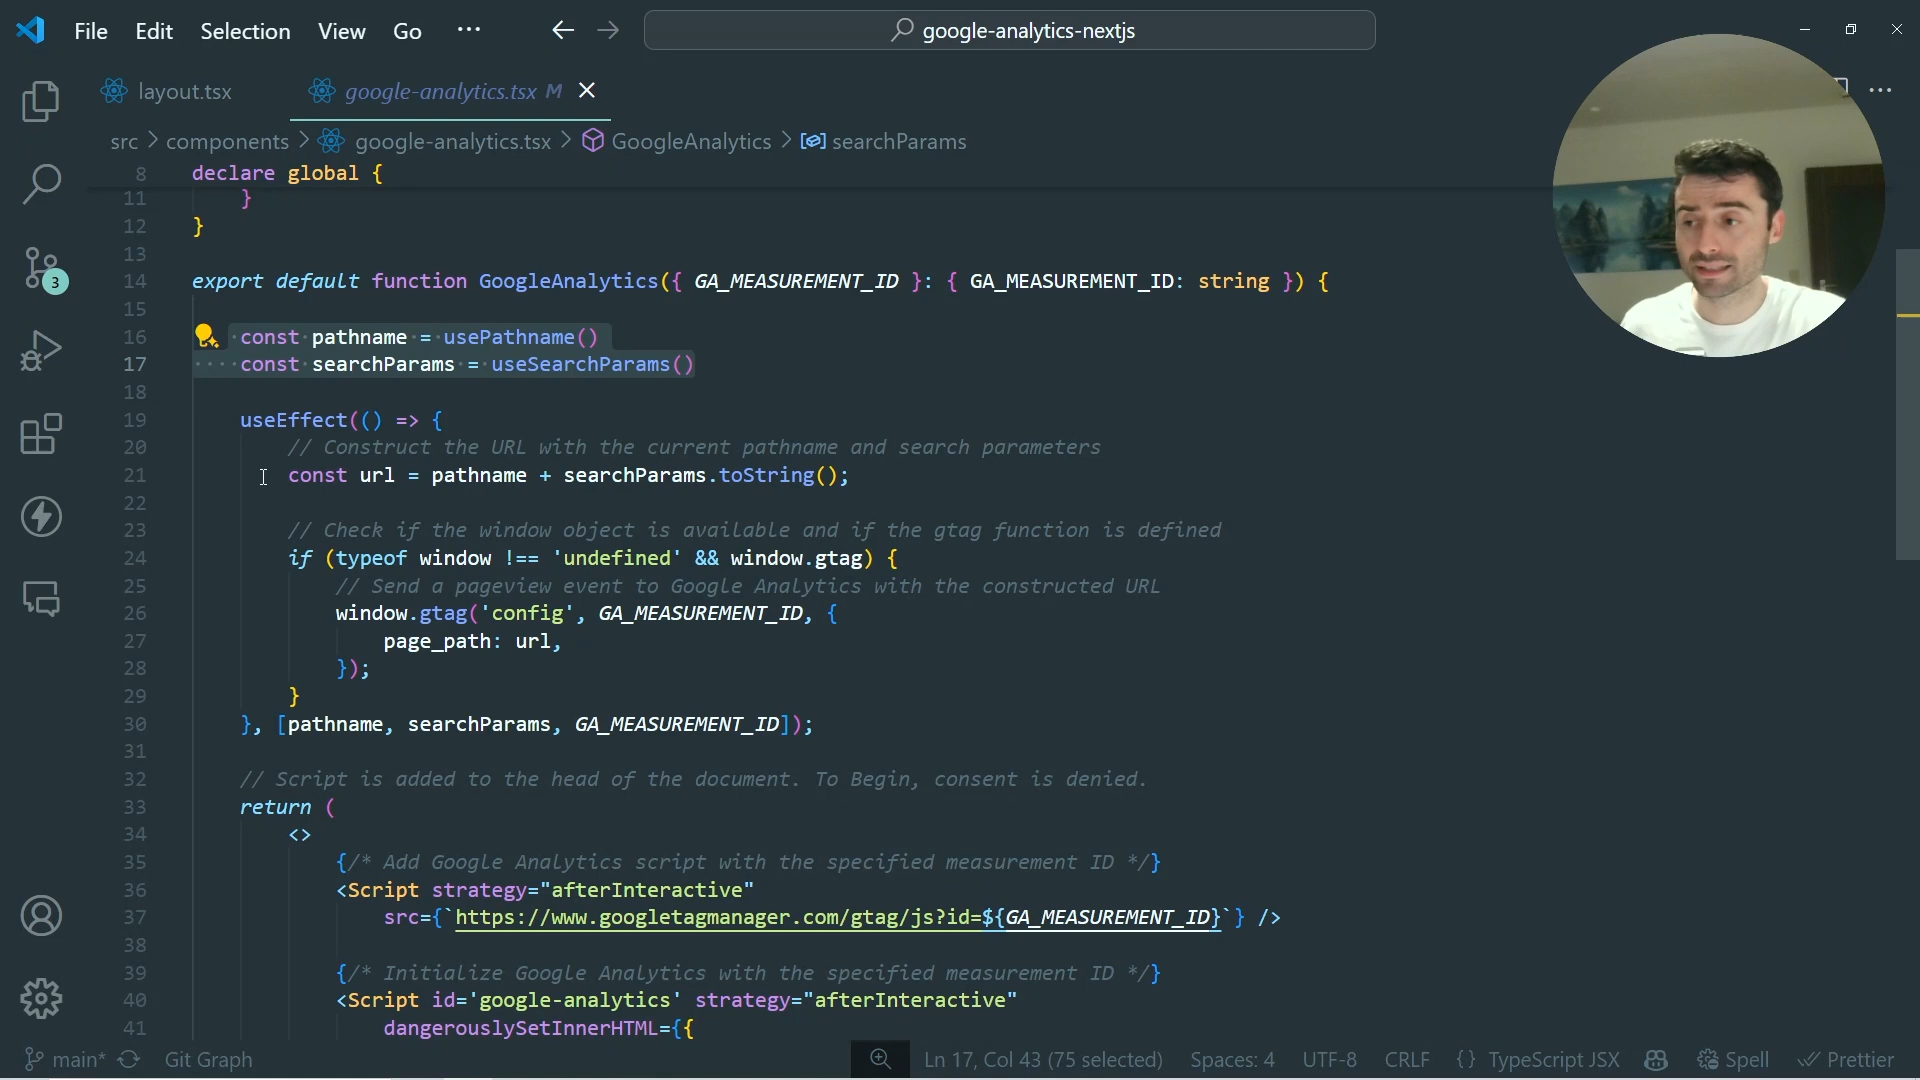 File Edit Selection View Go ··· google-analytics-nextjs
layout.tsx google-analytics.tsx M
src > components > google-analytics.tsx > GoogleAnalytics > searchParams
8 declare global {
11 }
12 }
13
14 export default function GoogleAnalytics({ GA_MEASUREMENT_ID }: { GA_MEASUREMENT_ID: string }) {
15
16 const pathname = usePathname()
17 const searchParams = useSearchParams()
18
19 useEffect(() => {
20 // Construct the URL with the current pathname and search parameters
21 const url = pathname + searchParams.toString();
22
23 // Check if the window object is available and if the gtag function is defined
24 if (typeof window !== 'undefined' && window.gtag) {
25 // Send a pageview event to Google Analytics with the constructed URL
26 window.gtag('config', GA_MEASUREMENT_ID, {
27 page_path: url,
28 });
29 }
30 }, [pathname, searchParams, GA_MEASUREMENT_ID]);
31
32 // Script is added to the head of the document. To Begin, consent is denied.
33 return (
34 <>
35 {/* Add Google Analytics script with the specified measurement ID */}
36 <Script strategy="afterInteractive"
37 src={`https://www.googletagmanager.com/gtag/js?id=${GA_MEASUREMENT_ID}`} />
38
39 {/* Initialize Google Analytics with the specified measurement ID */}
40 <Script id='google-analytics' strategy="afterInteractive"
41 dangerouslySetInnerHTML={{
3
main* Git Graph Ln 17, Col 43 (75 selected) Spaces: 4 UTF-8 CRLF {} TypeScript JSX Spell Prettier